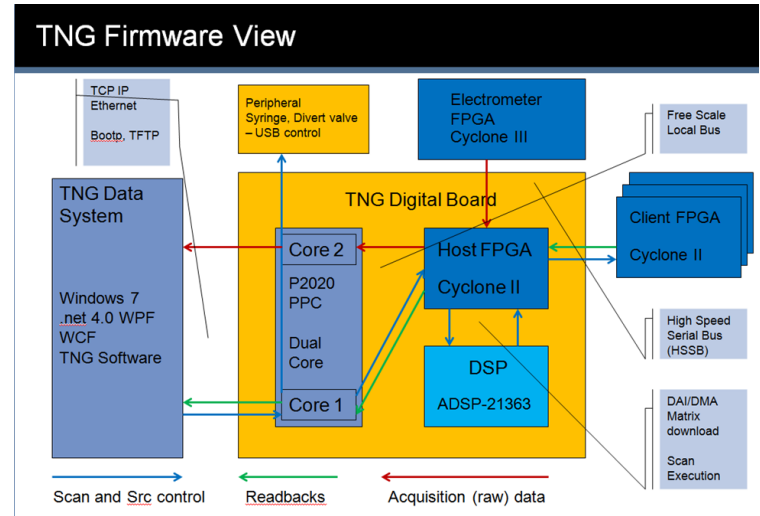 TNG Firmware View
TCP IP
Ethernet
Bootp, TFTP
Peripheral
Syringe, Divert valve
– USB control
Electrometer
FPGA
Cyclone III
Free Scale
Local Bus
TNG Data
System
Windows 7
.net 4.0 WPF
WCF
TNG Software
TNG Digital Board
Core 2
P2020
PPC
Dual
Core
Core 1
Host FPGA
Cyclone II
DSP
ADSP-21363
Client FPGA
Cyclone II
High Speed
Serial Bus
(HSSB)
DAI/DMA
Matrix
download
Scan
Execution
Scan and Src control
Readbacks
Acquisition (raw) data